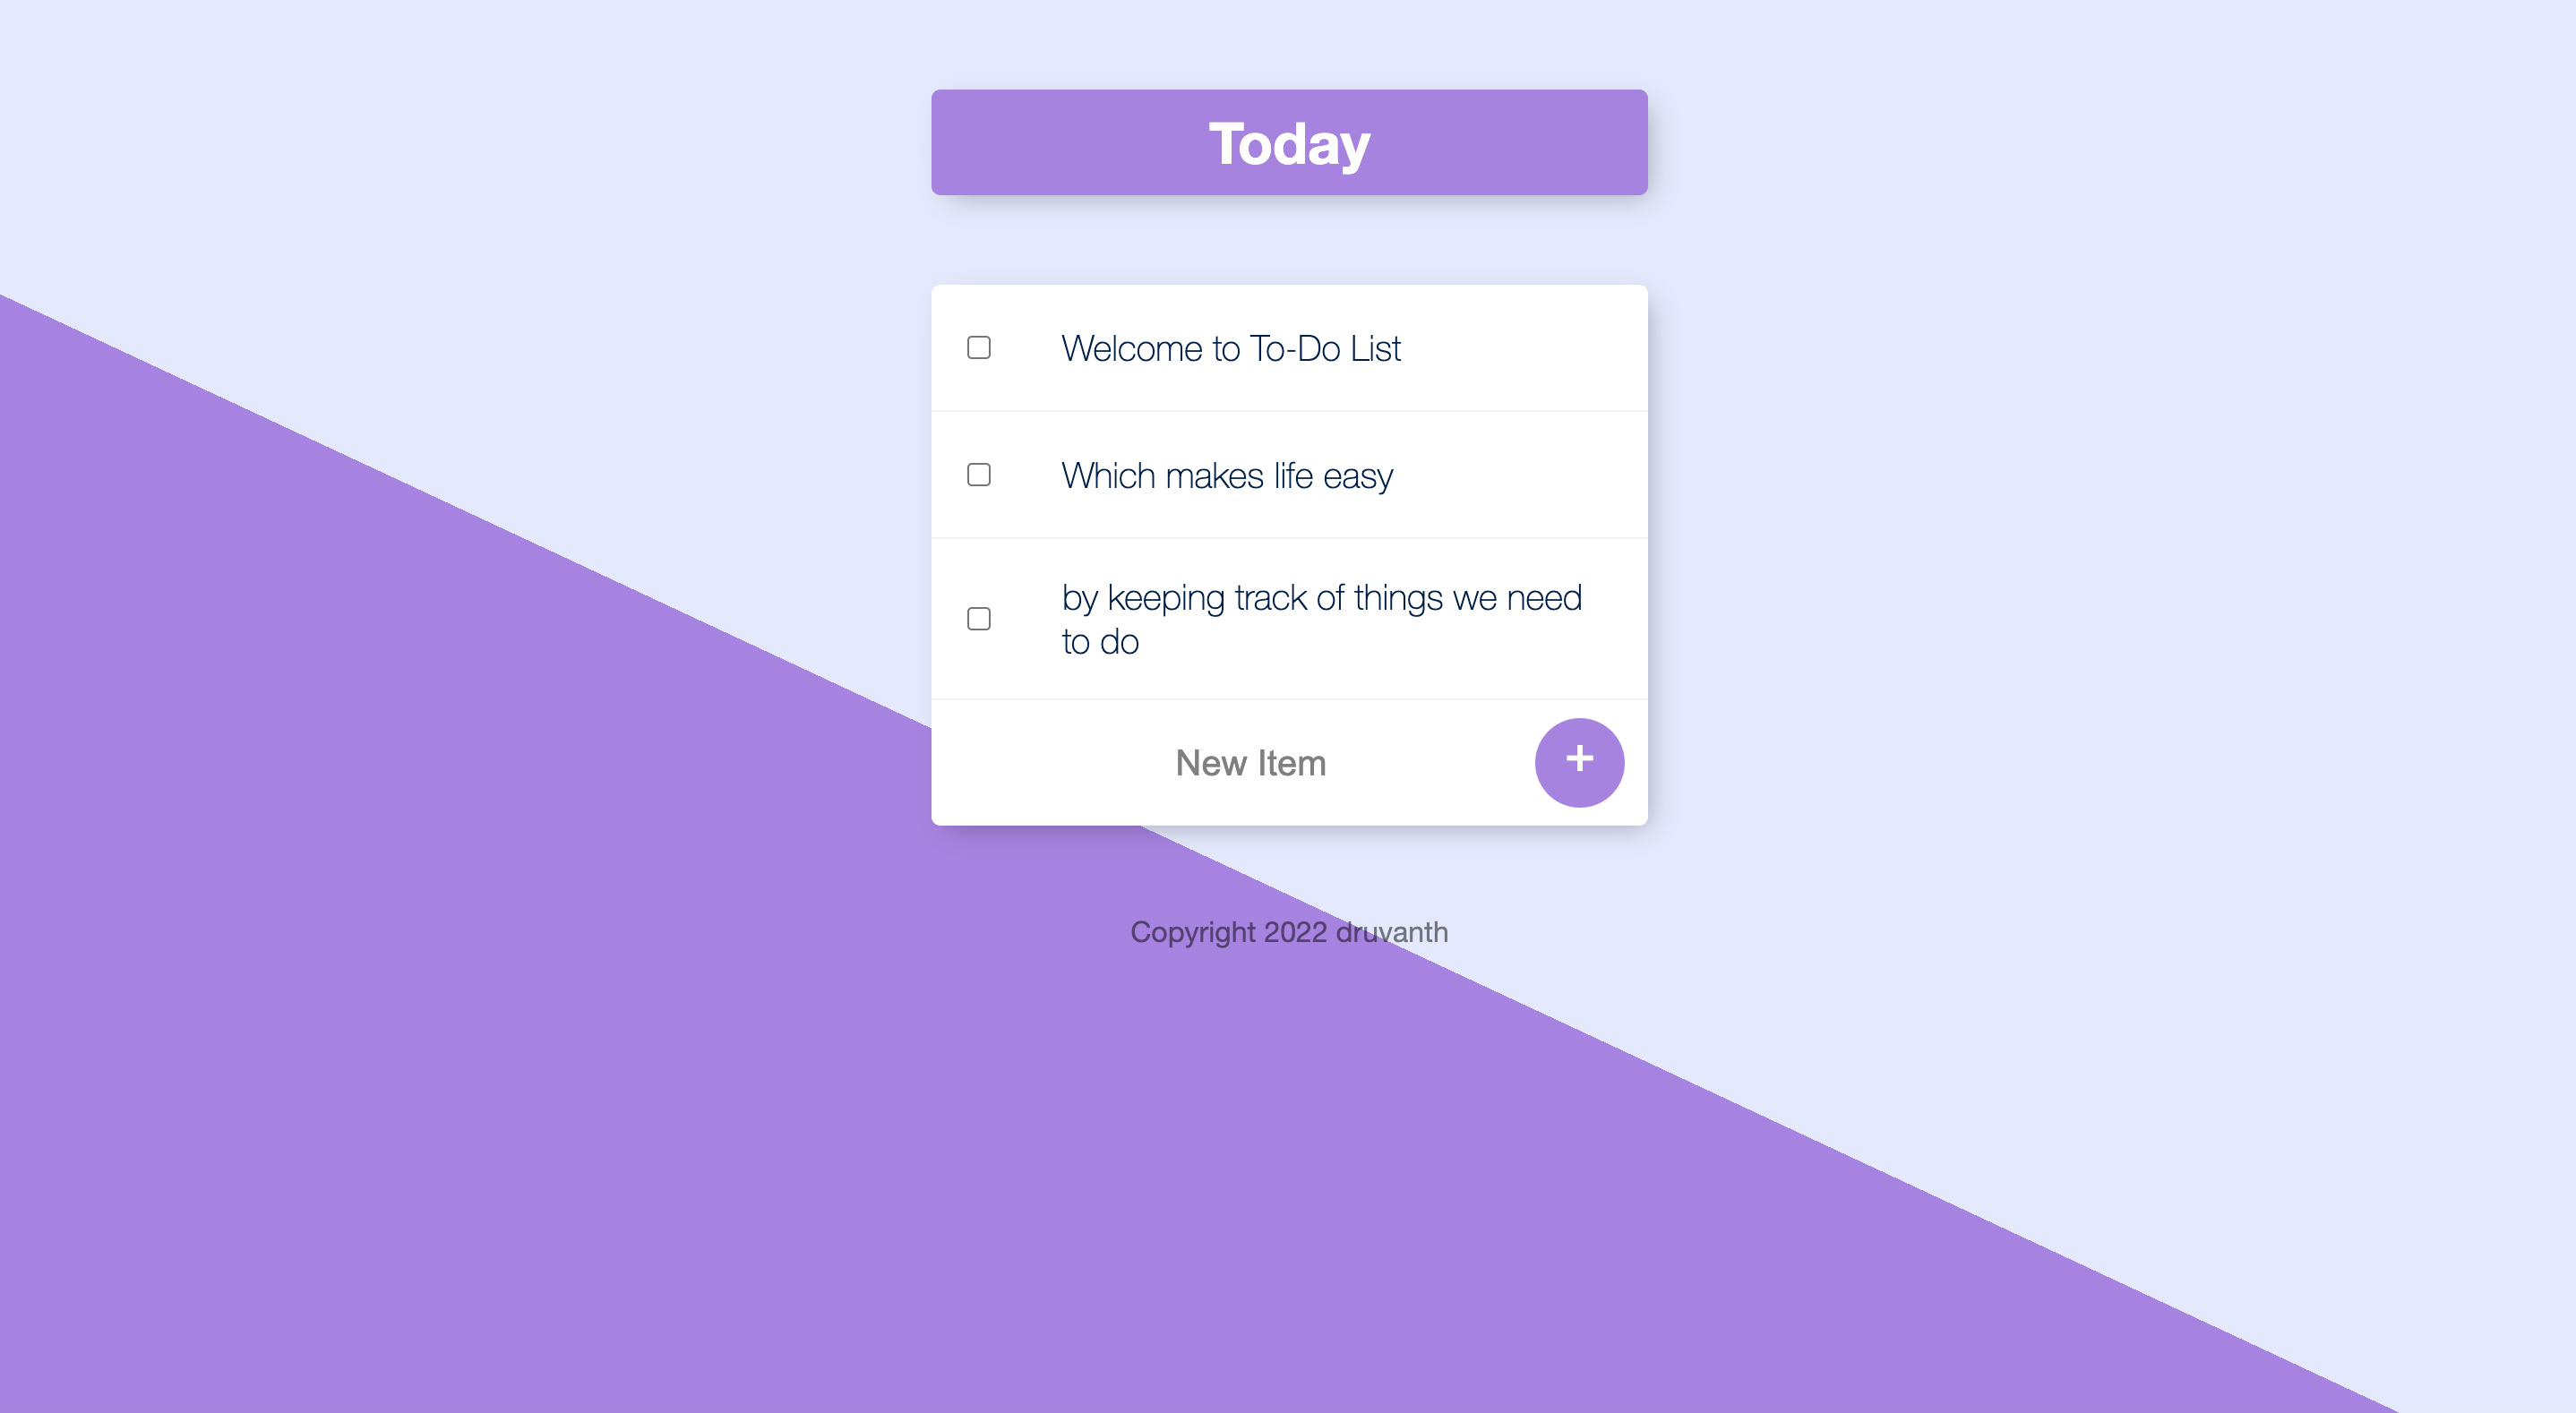 Today
Welcome to To-Do List
Which makes life easy
by keeping track of things we need
to do
New Item
+
Copyright 2022 druvanth